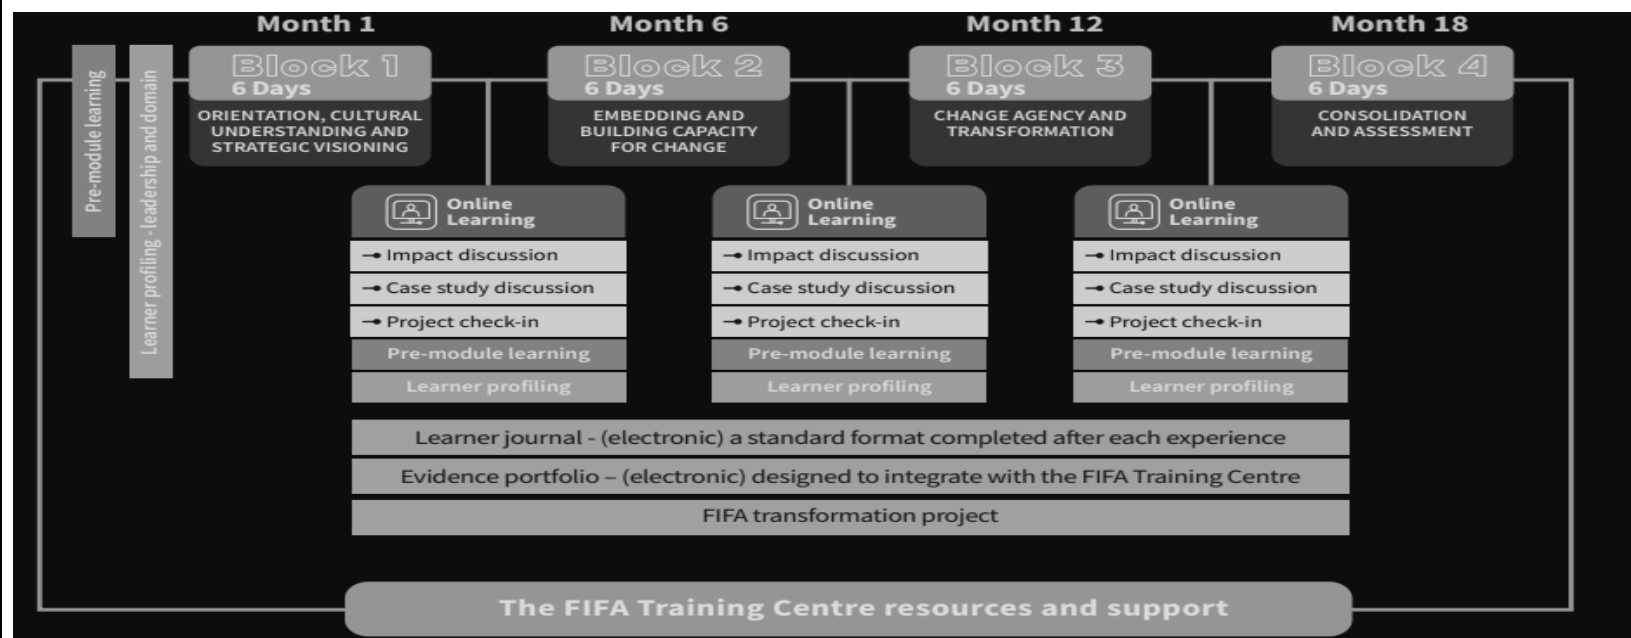 Month 1
Month 6
Month 12
Month 18
Pre-module learning
Learner profiling - leadership and domain
Block 1
6 Days
ORIENTATION, CULTURAL
UNDERSTANDING AND
STRATEGIC VISIONING
Block 2
6 Days
EMBEDDING AND
BUILDING CAPACITY
FOR CHANGE
Block 3
6 Days
CHANGE AGENCY AND
TRANSFORMATION
Block 4
6 Days
CONSOLIDATION
AND ASSESSMENT
Online
Learning
Impact discussion
Case study discussion
Project check-in
Pre-module learning
Learner profiling
Online
Learning
Impact discussion
Case study discussion
Project check-in
Pre-module learning
Learner profiling
Online
Learning
Impact discussion
Case study discussion
Project check-in
Pre-module learning
Learner profiling
Learner journal - (electronic) a standard format completed after each experience
Evidence portfolio – (electronic) designed to integrate with the FIFA Training Centre
FIFA transformation project
The FIFA Training Centre resources and support